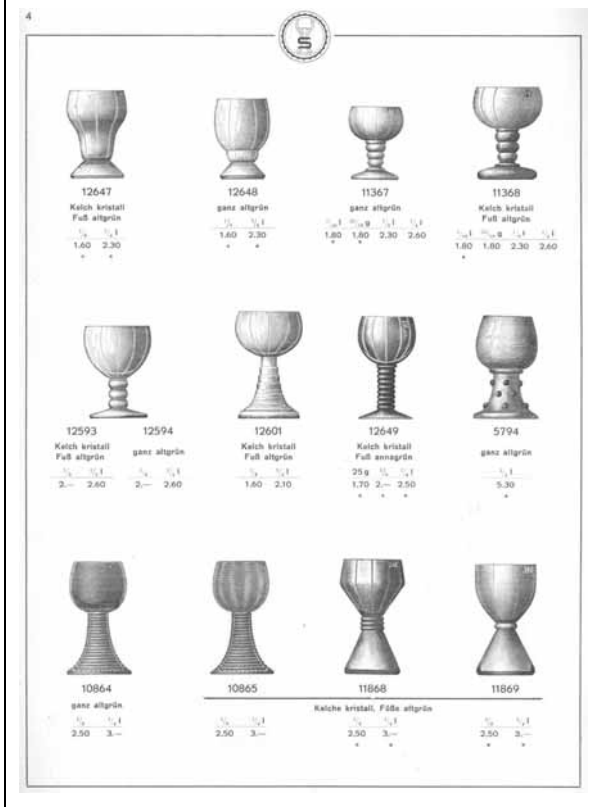 4
S
12647
Kelch kristall
Fuß altgrün
1.60 2.30
* *
12648
ganz altgrün
1.60 2.30
* *
11367
ganz altgrün
1.80 1.80 2.30 2.60
*
11368
Kelch kristall
Fuß altgrün
1.80 1.80 2.30 2.60
*
12593
Kelch kristall
Fuß altgrün
2.— 2.60
12594
ganz altgrün
2.— 2.60
12601
Kelch kristall
Fuß altgrün
1.60 2.10
12649
Kelch kristall
Fuß annagrün
25 g
1.70 2.— 2.50
* * *
5794
ganz altgrün
5.30
*
10864
ganz altgrün
2.50 3.—
10865
11868
11869
Kelche kristall, Füße altgrün
2.50 3.—
2.50 3.—
* *
2.50 3.—
* *